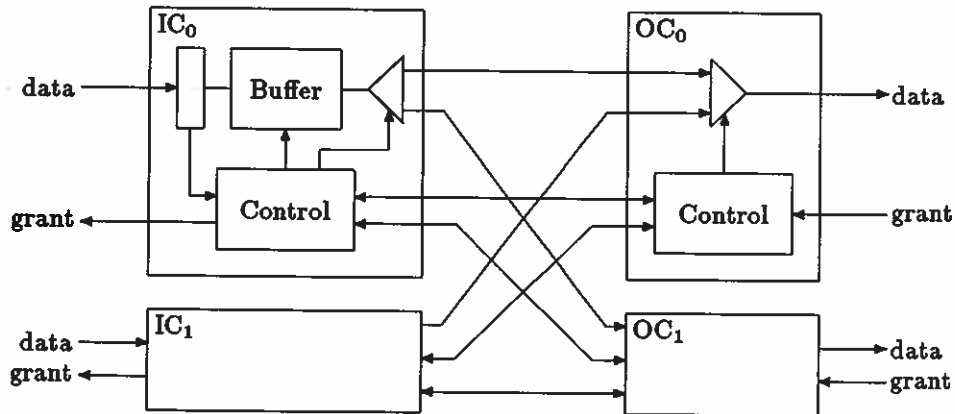 IC₀
OC₀
data
Buffer
data
grant
Control
Control
grant
IC₁
OC₁
data
data
grant
grant